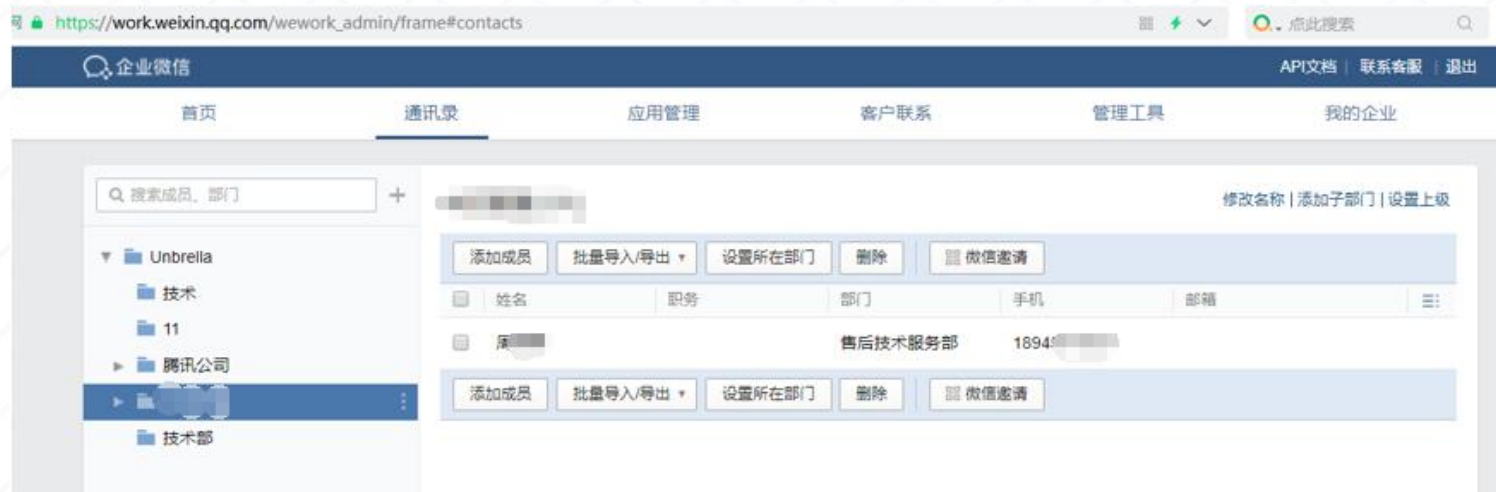 https://work.weixin.qq.com/wework_admin/frame#contacts
点此搜索
企业微信
API文档 | 联系客服 | 退出
首页 通讯录 应用管理 客户联系 管理工具 我的企业
搜索成员、部门
修改名称 | 添加子部门 | 设置上级
Unbrella
技术
11
腾讯公司
技术部
添加成员 批量导入/导出 设置所在部门 删除 微信邀请
姓名 职务 部门 手机 邮箱
周 售后技术服务部 1894
添加成员 批量导入/导出 设置所在部门 删除 微信邀请